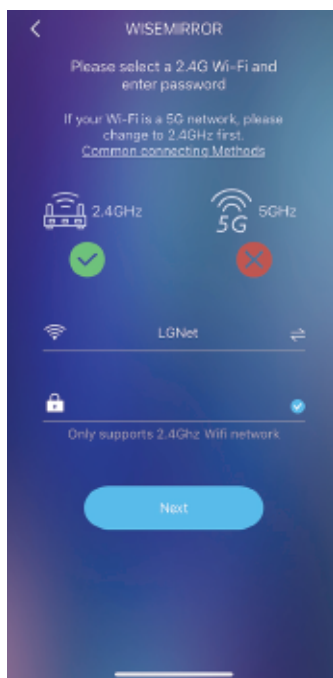 WISEMIRROR
Please select a 2.4G Wi-Fi and
enter password
If your Wi-Fi is a 5G network, please
change to 2.4GHz first.
Common connecting Methods
2.4GHz
5G
5GHz
LGNet
Only supports 2.4Ghz Wifi network
Next